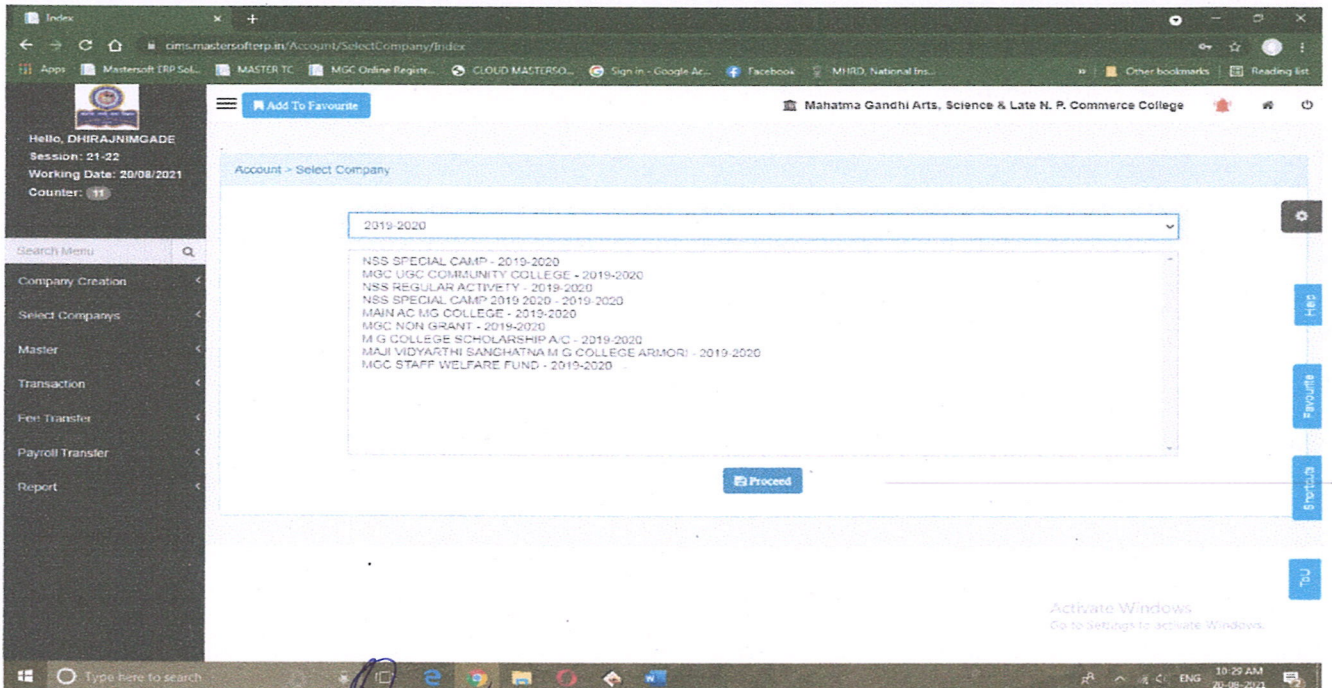 Index
cims.mastersofterp.in/Account/SelectCompany/Index
Apps Mastersoft ERP Sol... MASTER TC MGC Online Registr... CLOUD MASTERSO... Sign in - Google Ac... Facebook MHRD, National Ins... » Other bookmarks Reading list
Add To Favourite
Mahatma Gandhi Arts, Science & Late N. P. Commerce College
Hello, DHIRAJNIMGADE
Session: 21-22
Working Date: 20/08/2021
Counter: 11
Account > Select Company
2019-2020
Search Menu
Company Creation
Select Companys
Master
Transaction
Fee Transfer
Payroll Transfer
Report
NSS SPECIAL CAMP - 2019-2020
MGC UGC COMMUNITY COLLEGE - 2019-2020
NSS REGULAR ACTIVETY - 2019-2020
NSS SPECIAL CAMP 2019 2020 - 2019-2020
MAIN AC MG COLLEGE - 2019-2020
MGC NON GRANT - 2019-2020
M G COLLEGE SCHOLARSHIP A/C - 2019-2020
MAJI VIDYARTHI SANGHATNA M G COLLEGE ARMORI - 2019-2020
MGC STAFF WELFARE FUND - 2019-2020
Proceed
Help
Favourite
Shortcuts
ToU
Activate Windows
Go to Settings to activate Windows.
Type here to search
ENG
10:29 AM
20-08-2021